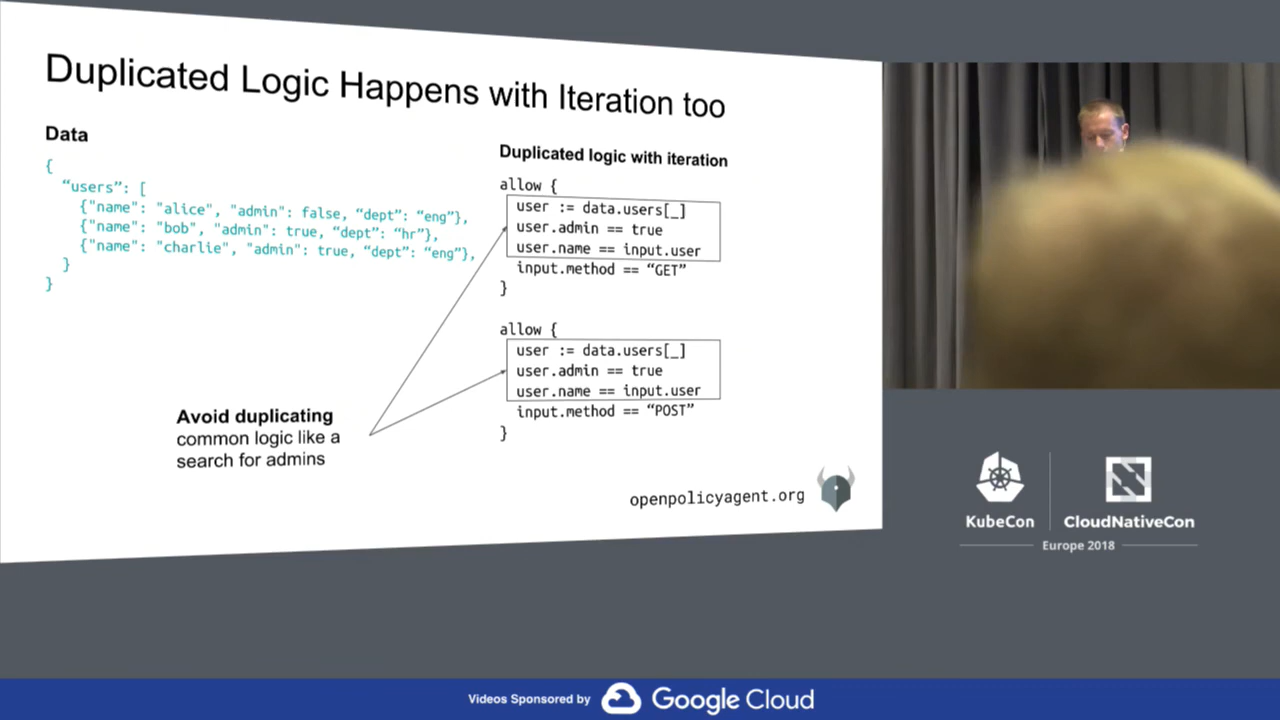 Duplicated Logic Happens with Iteration too
Data
{
“users”: [
{"name": "alice", "admin": false, “dept”: “eng”},
{"name": "bob", "admin": true, “dept”: “hr”},
{"name": "charlie", "admin": true, “dept”: “eng”},
}
}
Duplicated logic with iteration
allow {
user := data.users[_]
user.admin == true
user.name == input.user
input.method == “GET”
}
allow {
user := data.users[_]
user.admin == true
user.name == input.user
input.method == “POST”
}
Avoid duplicating
common logic like a
search for admins
openpolicyagent.org
KubeCon
CloudNativeCon
Europe 2018
Videos Sponsored by Google Cloud